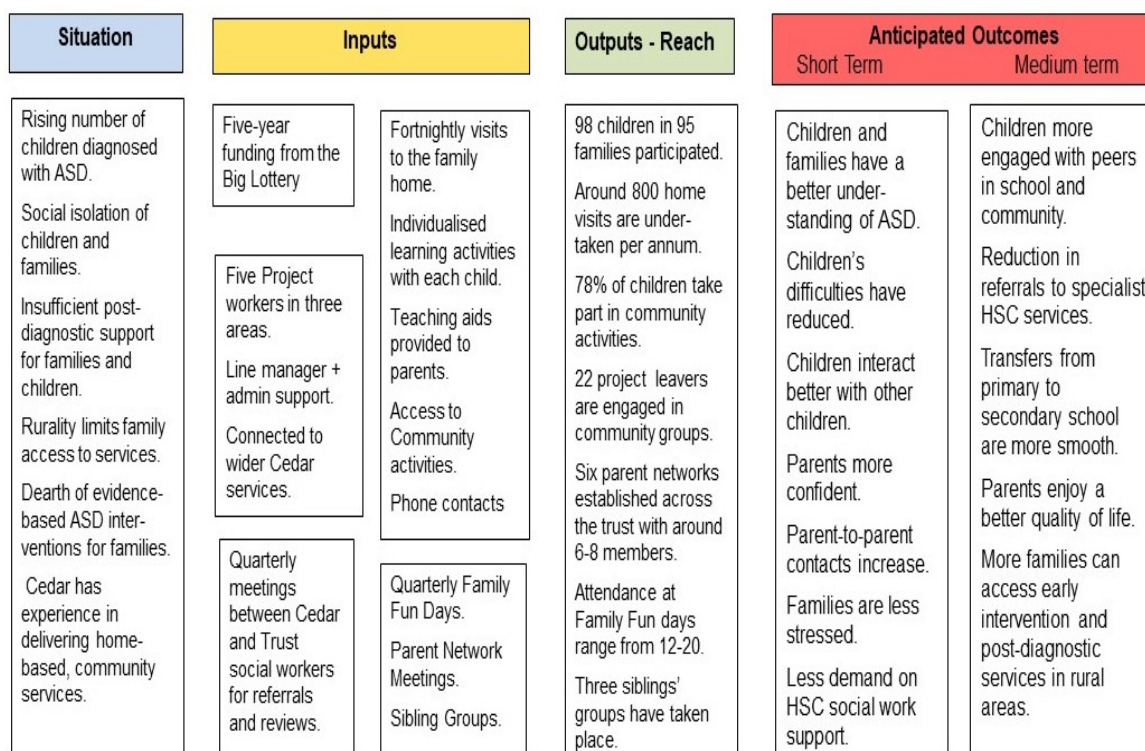 Situation
Rising number of
children diagnosed
with ASD.
Social isolation of
children and
families.
Insufficient post-
diagnostic support
for families and
children.
Rurality limits family
access to services.
Dearth of evidence-
based ASD inter-
ventions for families.
Cedar has
experience in
delivering home-
based, community
services.
Inputs
Five-year
funding from the
Big Lottery
Five Project
workers in three
areas.
Line manager +
admin support.
Connected to
wider Cedar
services.
Quarterly
meetings
between Cedar
and Trust
social workers
for referrals
and reviews.
Fortnightly visits
to the family
home.
Individualised
learning activities
with each child.
Teaching aids
provided to
parents.
Access to
Community
activities.
Phone contacts
Quarterly Family
Fun Days.
Parent Network
Meetings.
Sibling Groups.
Outputs - Reach
98 children in 95
families participated.
Around 800 home
visits are under-
taken per annum.
78% of children take
part in community
activities.
22 project leavers
are engaged in
community groups.
Six parent networks
established across
the trust with around
6-8 members.
Attendance at
Family Fun days
range from 12-20.
Three siblings'
groups have taken
place.
Anticipated Outcomes
Short Term
Medium term
Children and
families have a
better under-
standing of ASD.
Children's
difficulties have
reduced.
Children interact
better with other
children.
Parents more
confident.
Parent-to-parent
contacts increase.
Families are less
stressed.
Less demand on
HSC social work
support.
Children more
engaged with peers
in school and
community.
Reduction in
referrals to specialist
HSC services.
Transfers from
primary to
secondary school
are more smooth.
Parents enjoy a
better quality of life.
More families can
access early
intervention and
post-diagnostic
services in rural
areas.